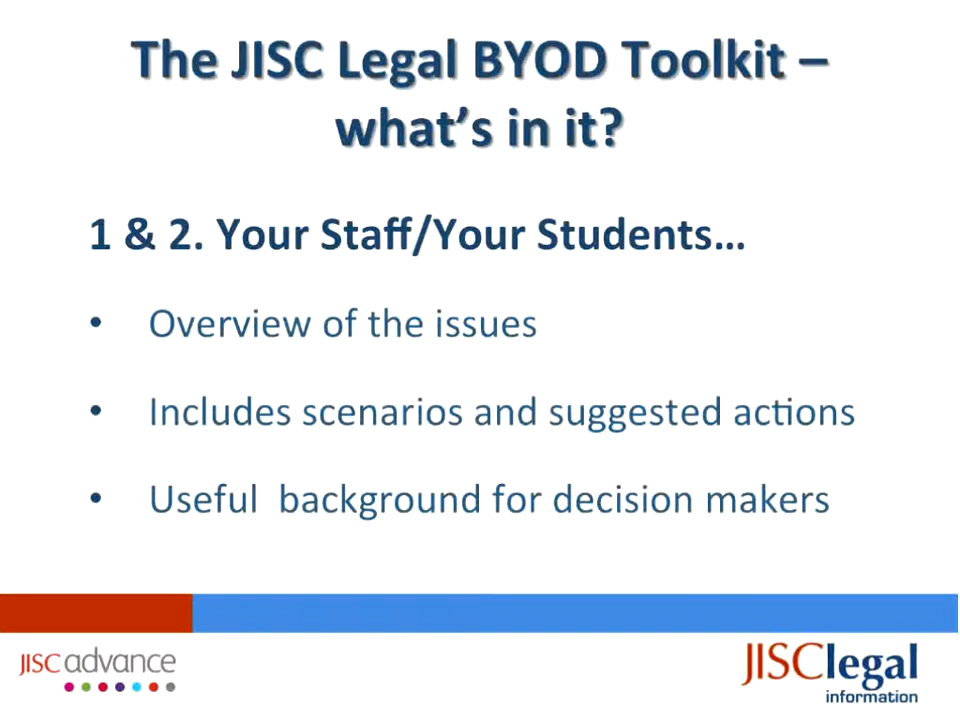 The JISC Legal BYOD Toolkit –
what's in it?
1 & 2. Your Staff/Your Students...
• Overview of the issues
• Includes scenarios and suggested actions
• Useful background for decision makers
JISC advance
JISClegal
information